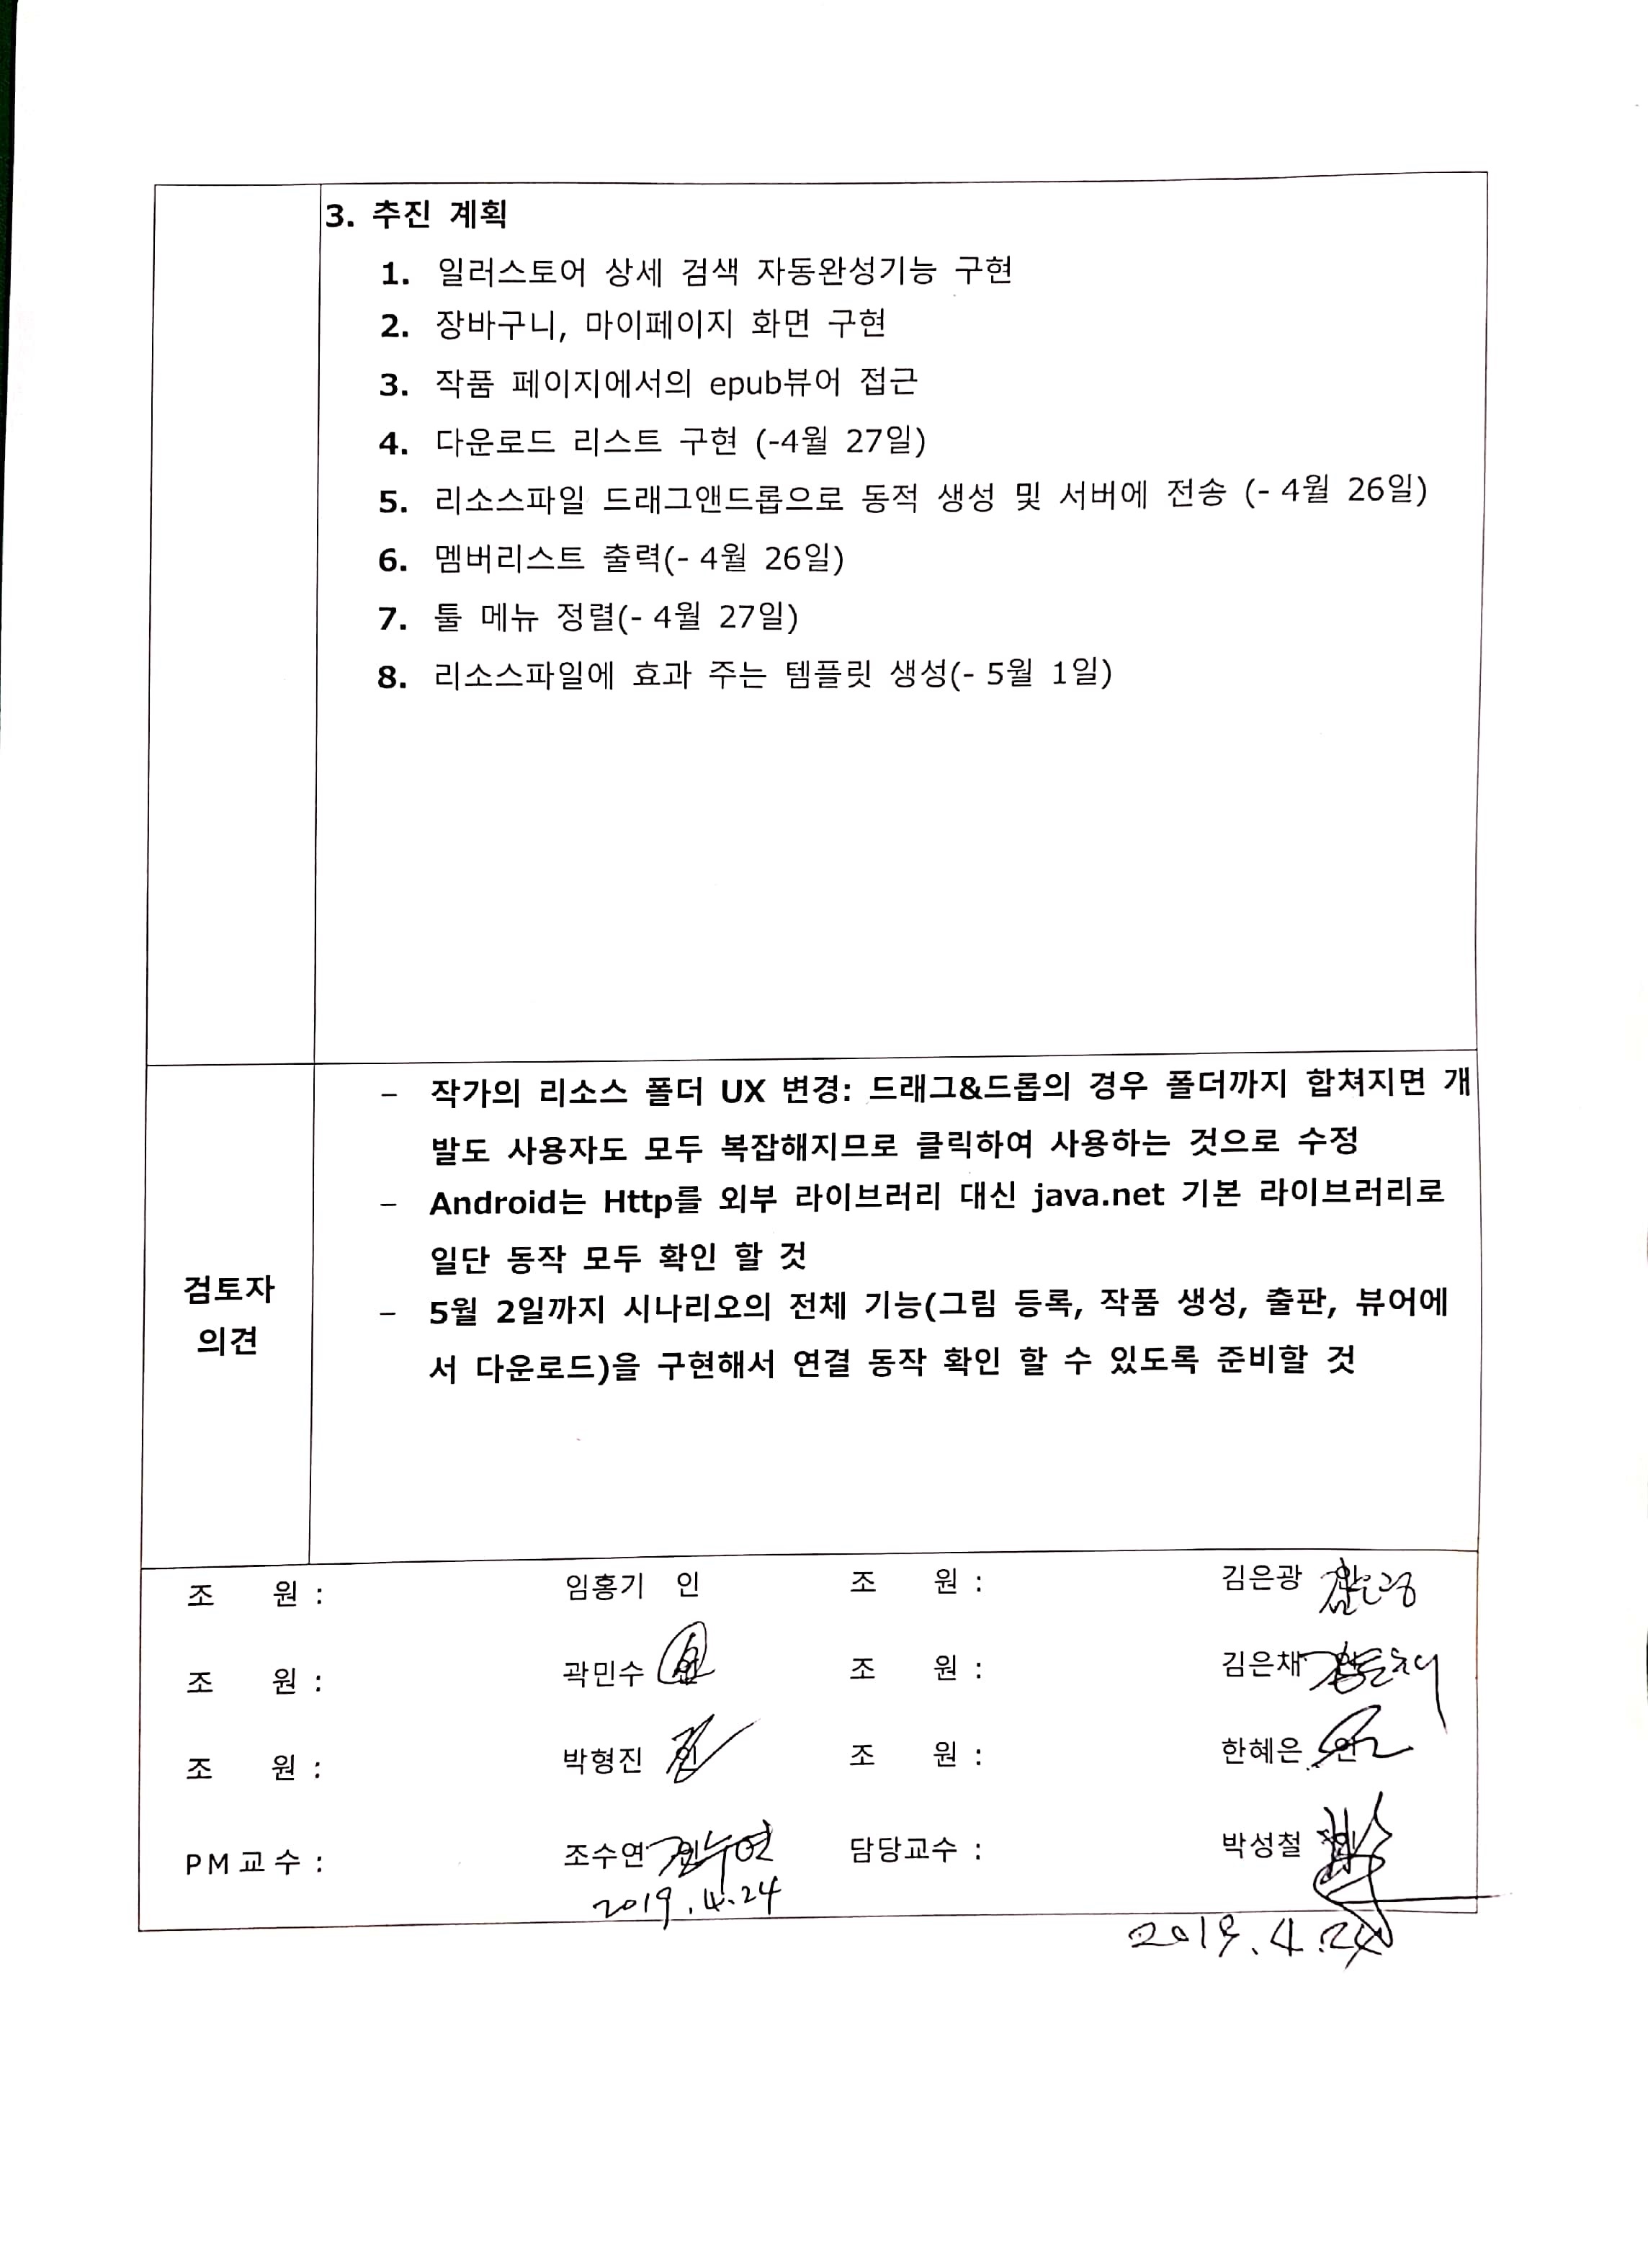 3. 추진 계획
1. 일러스토어 상세 검색 자동완성기능 구현
2. 장바구니, 마이페이지 화면 구현
3. 작품 페이지에서의 epub뷰어 접근
4. 다운로드 리스트 구현 (-4월 27일)
5. 리소스파일 드래그앤드롭으로 동적 생성 및 서버에 전송 (- 4월 26일)
6. 멤버리스트 출력(- 4월 26일)
7. 툴 메뉴 정렬(- 4월 27일)
8. 리소스파일에 효과 주는 템플릿 생성(- 5월 1일)
검토자
의견
– 작가의 리소스 폴더 UX 변경: 드래그&드롭의 경우 폴더까지 합쳐지면 개
발도 사용자도 모두 복잡해지므로 클릭하여 사용하는 것으로 수정
– Android는 Http를 외부 라이브러리 대신 java.net 기본 라이브러리로
일단 동작 모두 확인 할 것
– 5월 2일까지 시나리오의 전체 기능(그림 등록, 작품 생성, 출판, 뷰어에
서 다운로드)을 구현해서 연결 동작 확인 할 수 있도록 준비할 것
조 원 : 임홍기 인 조 원 : 김은광 인
조 원 : 곽민수 인 조 원 : 김은채 인
조 원 : 박형진 인 조 원 : 한혜은 인
PM교수 : 조수연 인 담당교수 : 박성철 인
2019.4.24
2019.4.24